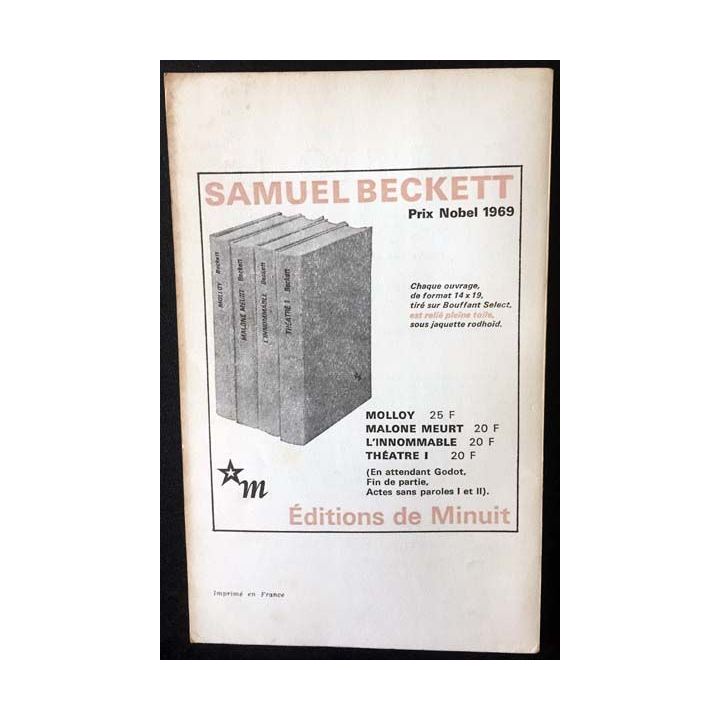 SAMUEL BECKETT
Prix Nobel 1969
MOLLOY Beckett
MALONE MEURT Beckett
L'INNOMMABLE Beckett
THÉATRE I Beckett
Chaque ouvrage,
de format 14 x 19,
tiré sur Bouffant Select,
est relié pleine toile,
sous jaquette rodhoïd.
MOLLOY 25 F
MALONE MEURT 20 F
L'INNOMMABLE 20 F
THÉATRE I 20 F
(En attendant Godot,
Fin de partie,
Actes sans paroles I et II).
m
Éditions de Minuit
Imprimé en France